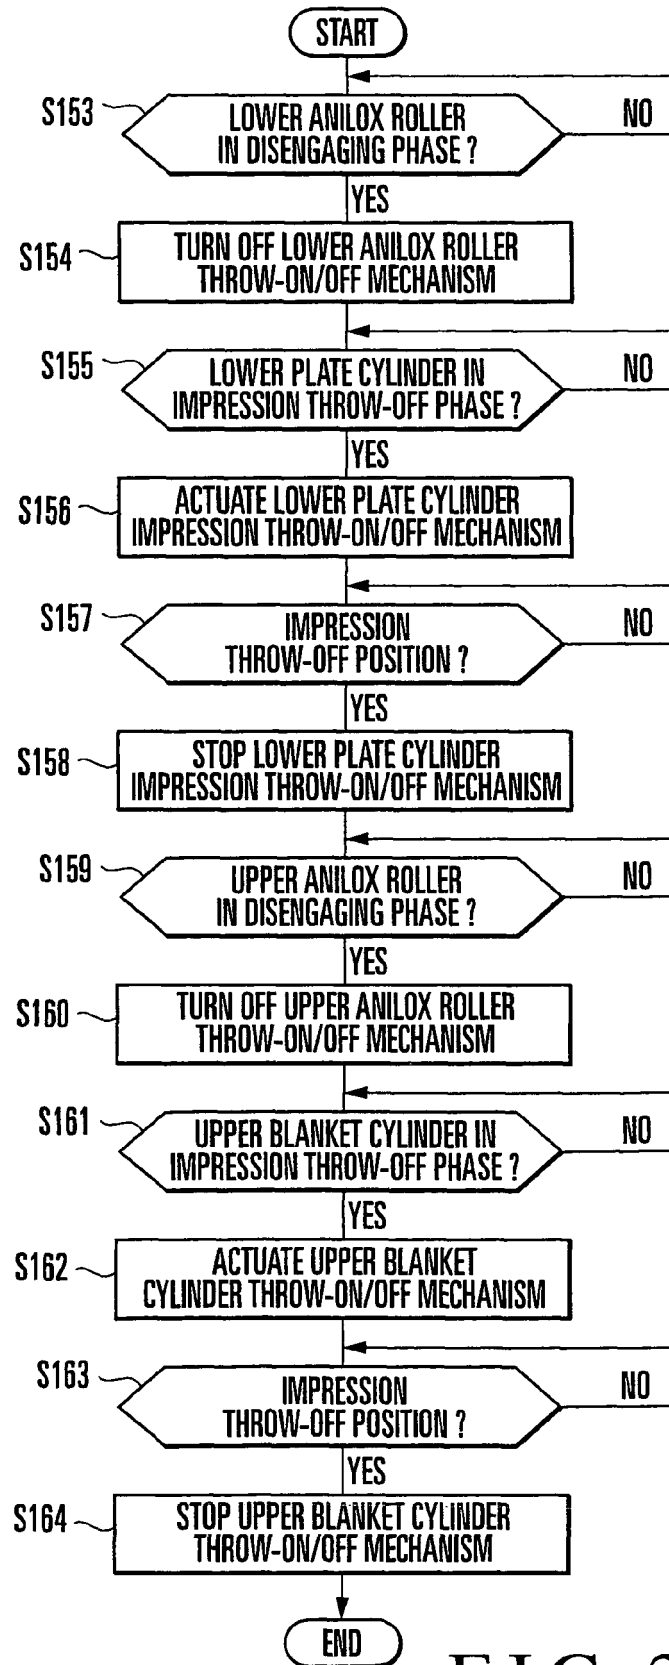 START
S153
LOWER ANILOX ROLLER
IN DISENGAGING PHASE ?
NO
YES
S154
TURN OFF LOWER ANILOX ROLLER
THROW-ON/OFF MECHANISM
S155
LOWER PLATE CYLINDER IN
IMPRESSION THROW-OFF PHASE ?
NO
YES
S156
ACTUATE LOWER PLATE CYLINDER
IMPRESSION THROW-ON/OFF MECHANISM
S157
IMPRESSION
THROW-OFF POSITION ?
NO
YES
S158
STOP LOWER PLATE CYLINDER
IMPRESSION THROW-ON/OFF MECHANISM
S159
UPPER ANILOX ROLLER
IN DISENGAGING PHASE ?
NO
YES
S160
TURN OFF UPPER ANILOX ROLLER
THROW-ON/OFF MECHANISM
S161
UPPER BLANKET CYLINDER IN
IMPRESSION THROW-OFF PHASE ?
NO
YES
S162
ACTUATE UPPER BLANKET
CYLINDER THROW-ON/OFF MECHANISM
S163
IMPRESSION
THROW-OFF POSITION ?
NO
YES
S164
STOP UPPER BLANKET CYLINDER
THROW-ON/OFF MECHANISM
END